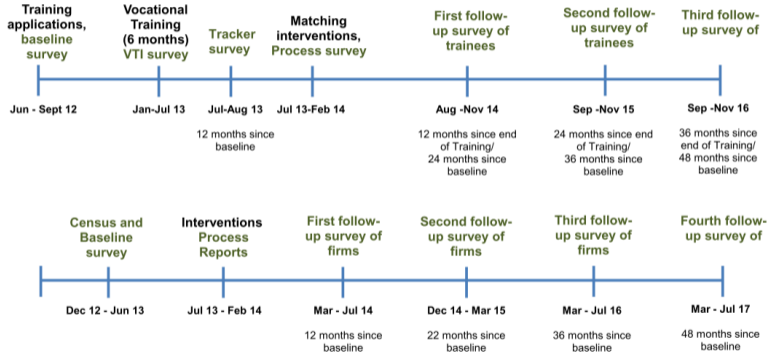 Training
applications,
baseline
survey
Vocational
Training
(6 months)
VTI survey
Tracker
survey
Matching
interventions,
Process survey
First follow-
up survey of
trainees
Second follow-
up survey of
trainees
Third follow-
up survey of
Jun - Sept 12
Jan-Jul 13
Jul-Aug 13
Jul 13-Feb 14
Aug -Nov 14
Sep -Nov 15
Sep -Nov 16
12 months since
baseline
12 months since end
of Training/
24 months since
baseline
24 months since end
of Training/
36 months since
baseline
36 months since
end of Training/
48 months since
baseline
Census and
Baseline
survey
Interventions
Process
Reports
First follow-
up survey of
firms
Second follow-
up survey of
firms
Third follow-
up survey of
firms
Fourth follow-
up survey of
Dec 12 - Jun 13
Jul 13 - Feb 14
Mar - Jul 14
Dec 14 - Mar 15
Mar - Jul 16
Mar - Jul 17
12 months since
baseline
22 months since
baseline
36 months since
baseline
48 months since
baseline